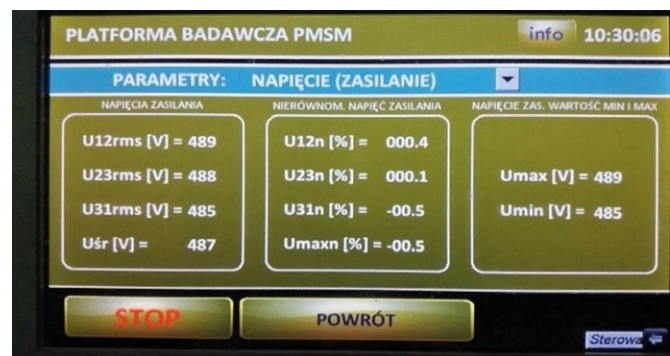 PLATFORMA BADAWCZA PMSM info 10:30:06
PARAMETRY: NAPIĘCIE (ZASILANIE)
NAPIĘCIA ZASILANIA
U12rms [V] = 489
U23rms [V] = 488
U31rms [V] = 485
Uśr [V] = 487
NIERÓWNOM. NAPIĘĆ ZASILANIA
U12n [%] = 000.4
U23n [%] = 000.1
U31n [%] = -00.5
Umaxn [%] = -00.5
NAPIĘCIE ZAS. WARTOŚĆ MIN I MAX
Umax [V] = 489
Umin [V] = 485
STOP POWRÓT
Sterowa